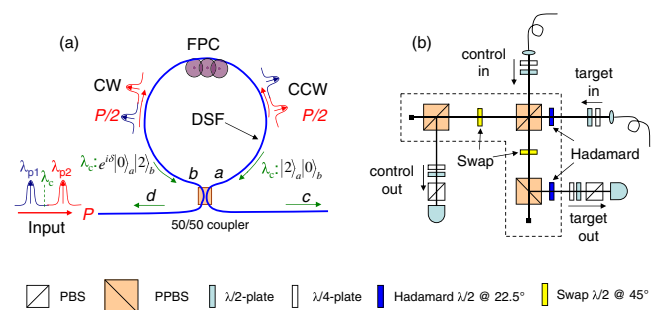 (a)
FPC
CW
CCW
P/2
P/2
DSF
λc: e^{iδ}|0⟩a|2⟩b
λc: |2⟩a|0⟩b
b a
λp1 λc λp2
d
c
Input P
50/50 coupler
(b)
control
in
target
in
Swap
Hadamard
control
out
target
out
PBS PPBS λ/2-plate λ/4-plate Hadamard λ/2 @ 22.5° Swap λ/2 @ 45°